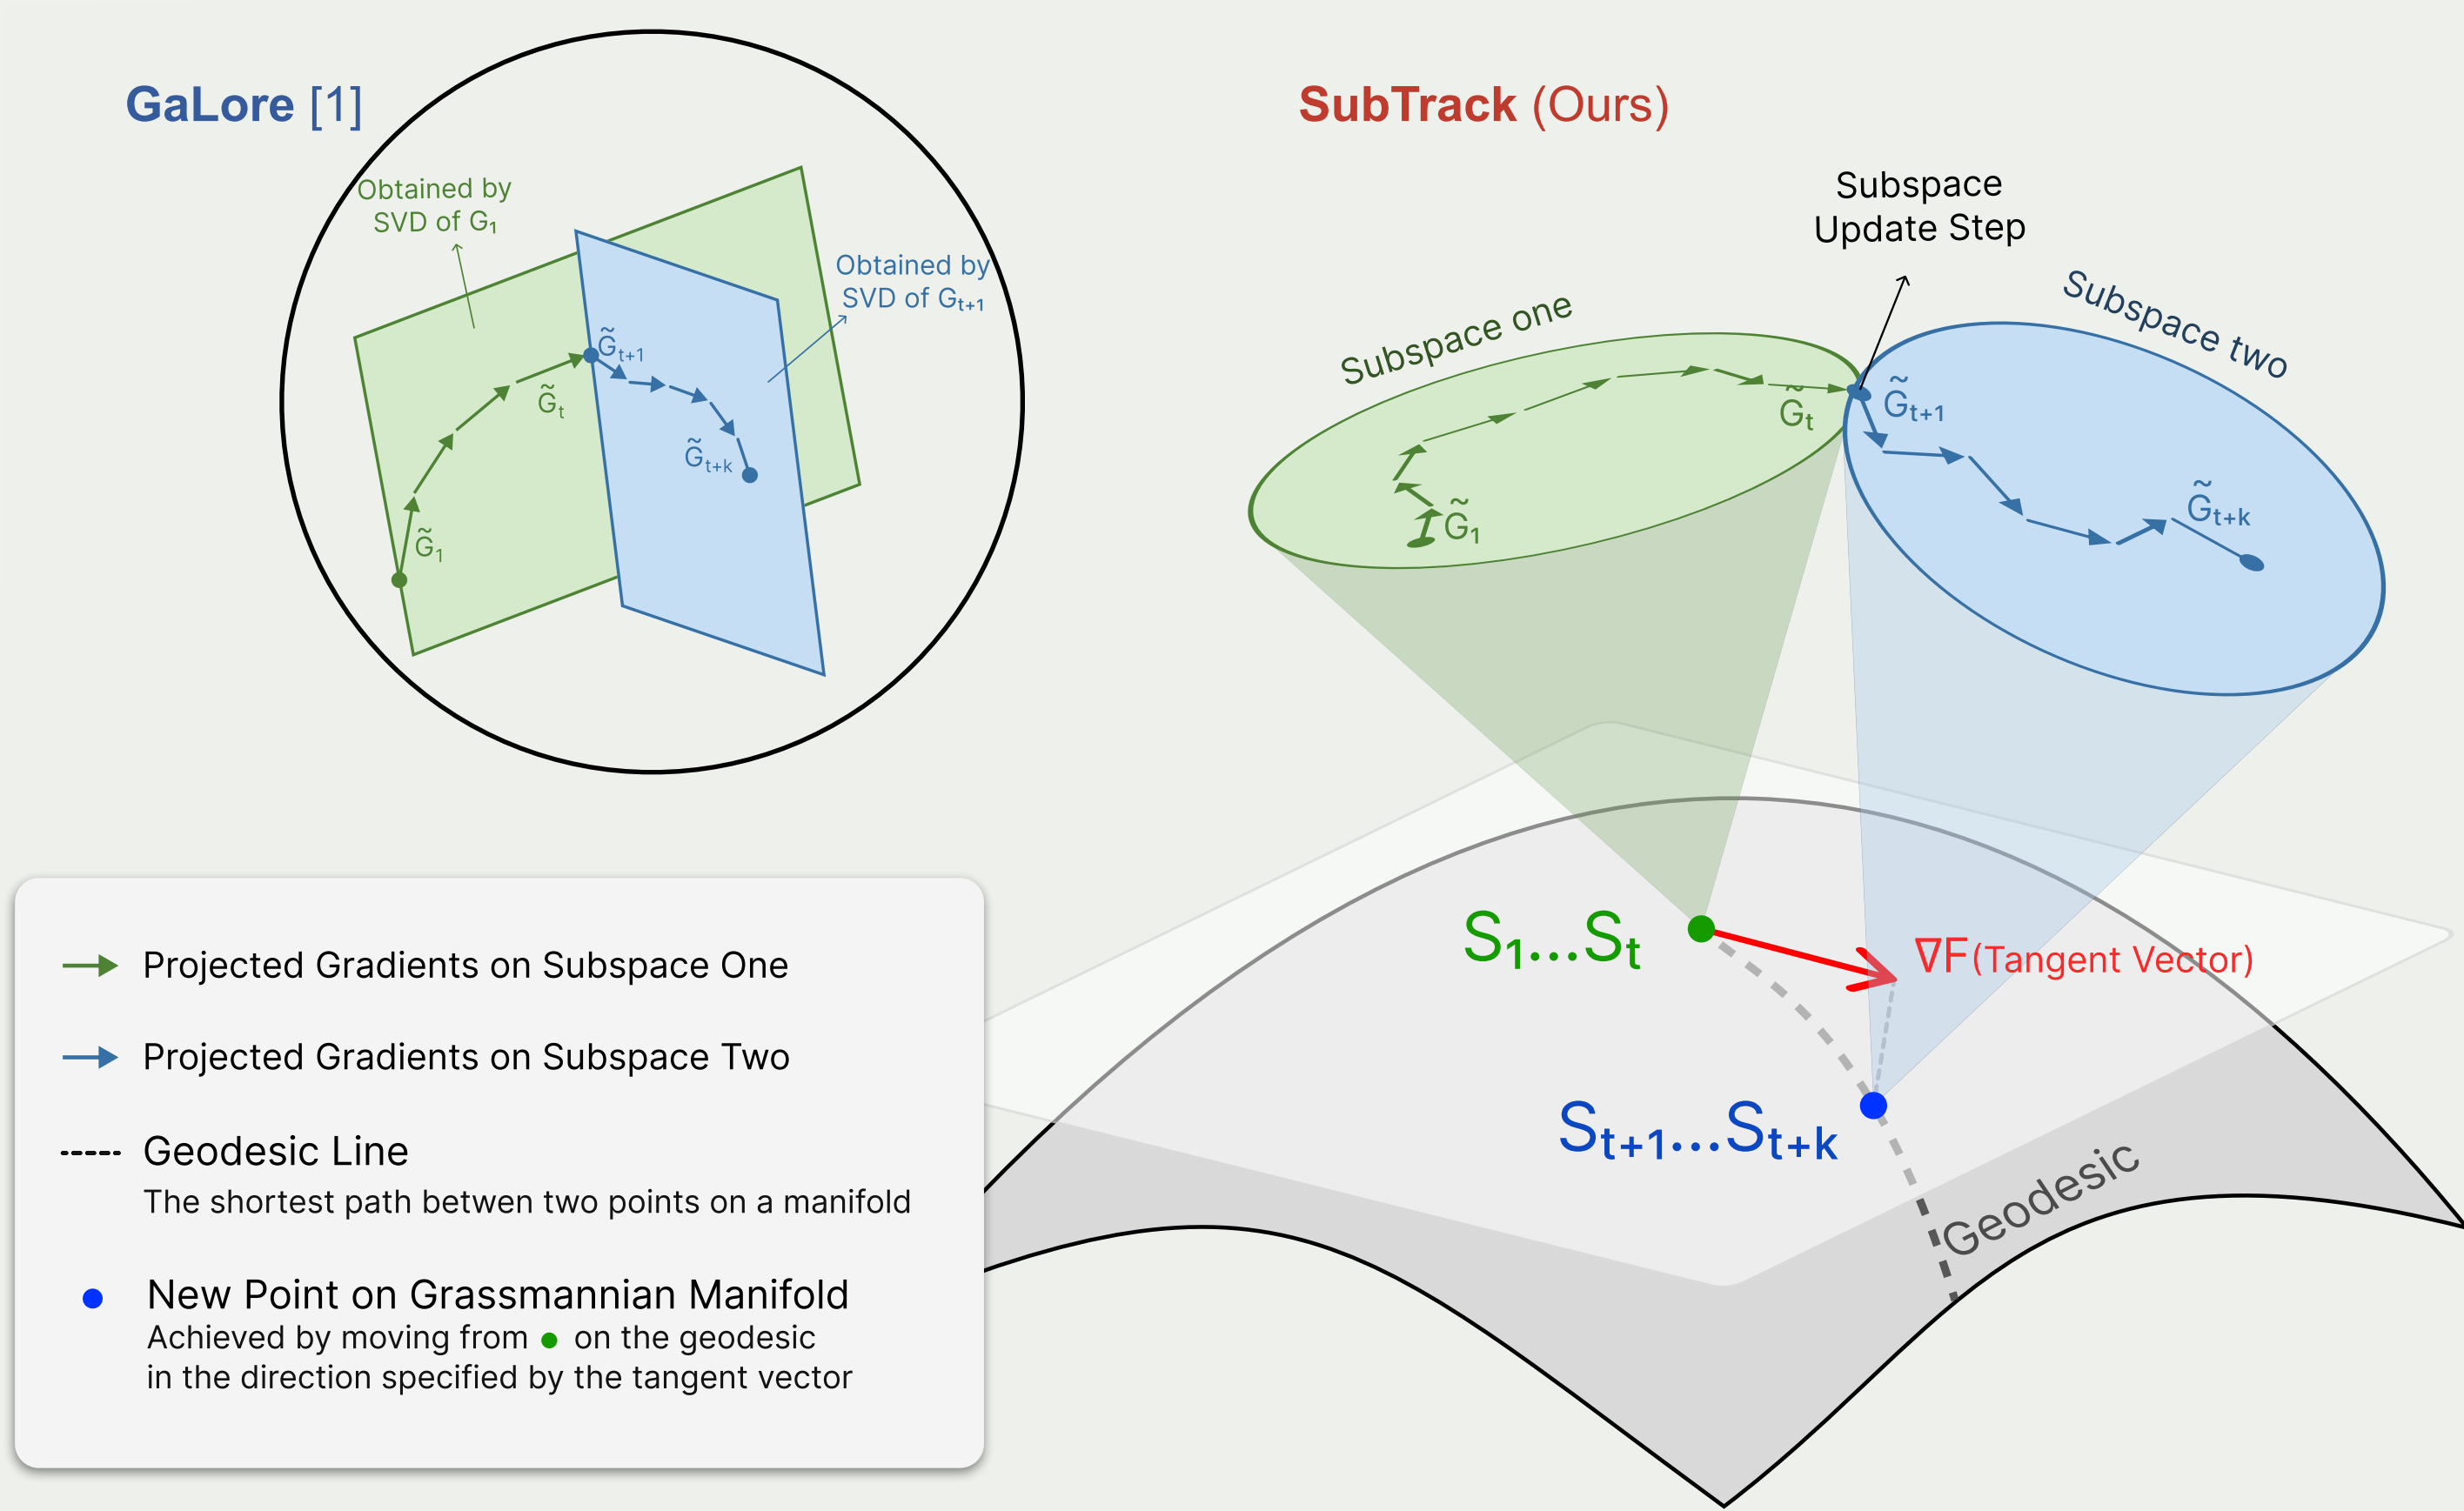 GaLore [1]
Obtained by
SVD of G₁
Obtained by
SVD of Gₜ₊₁
G̃ₜ₊₁
G̃ₜ
G̃ₜ₊ₖ
G̃₁
SubTrack (Ours)
Subspace
Update Step
Subspace one
Subspace two
G̃ₜ
G̃ₜ₊₁
G̃₁
G̃ₜ₊ₖ
S₁...Sₜ
∇F(Tangent Vector)
Sₜ₊₁...Sₜ₊ₖ
Geodesic
Projected Gradients on Subspace One
Projected Gradients on Subspace Two
Geodesic Line
The shortest path betwen two points on a manifold
New Point on Grassmannian Manifold
Achieved by moving from ● on the geodesic
in the direction specified by the tangent vector